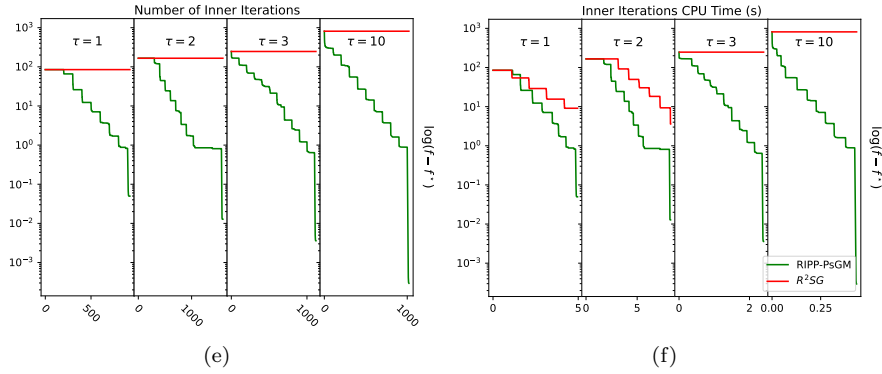 Number of Inner Iterations
τ = 1 τ = 2 τ = 3 τ = 10
10³
10²
10¹
10⁰
10⁻¹
10⁻²
10⁻³
0 500 0 1000 0 1000 0 1000
log(f − f*)
(e)
Inner Iterations CPU Time (s)
τ = 1 τ = 2 τ = 3 τ = 10
10³
10²
10¹
10⁰
10⁻¹
10⁻²
10⁻³
0 5 0 5 0 2 0.00 0.25
log(f − f*)
RIPP-PsGM
R²SG
(f)